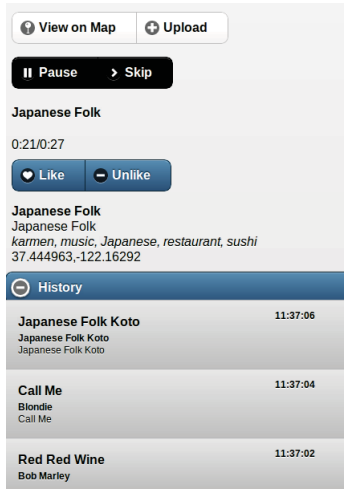 View on Map Upload
Pause Skip
Japanese Folk
0:21/0:27
Like Unlike
Japanese Folk
Japanese Folk
karmen, music, Japanese, restaurant, sushi
37.444963,-122.16292
History
Japanese Folk Koto 11:37:06
Japanese Folk Koto
Japanese Folk Koto
Call Me 11:37:04
Blondie
Call Me
Red Red Wine 11:37:02
Bob Marley